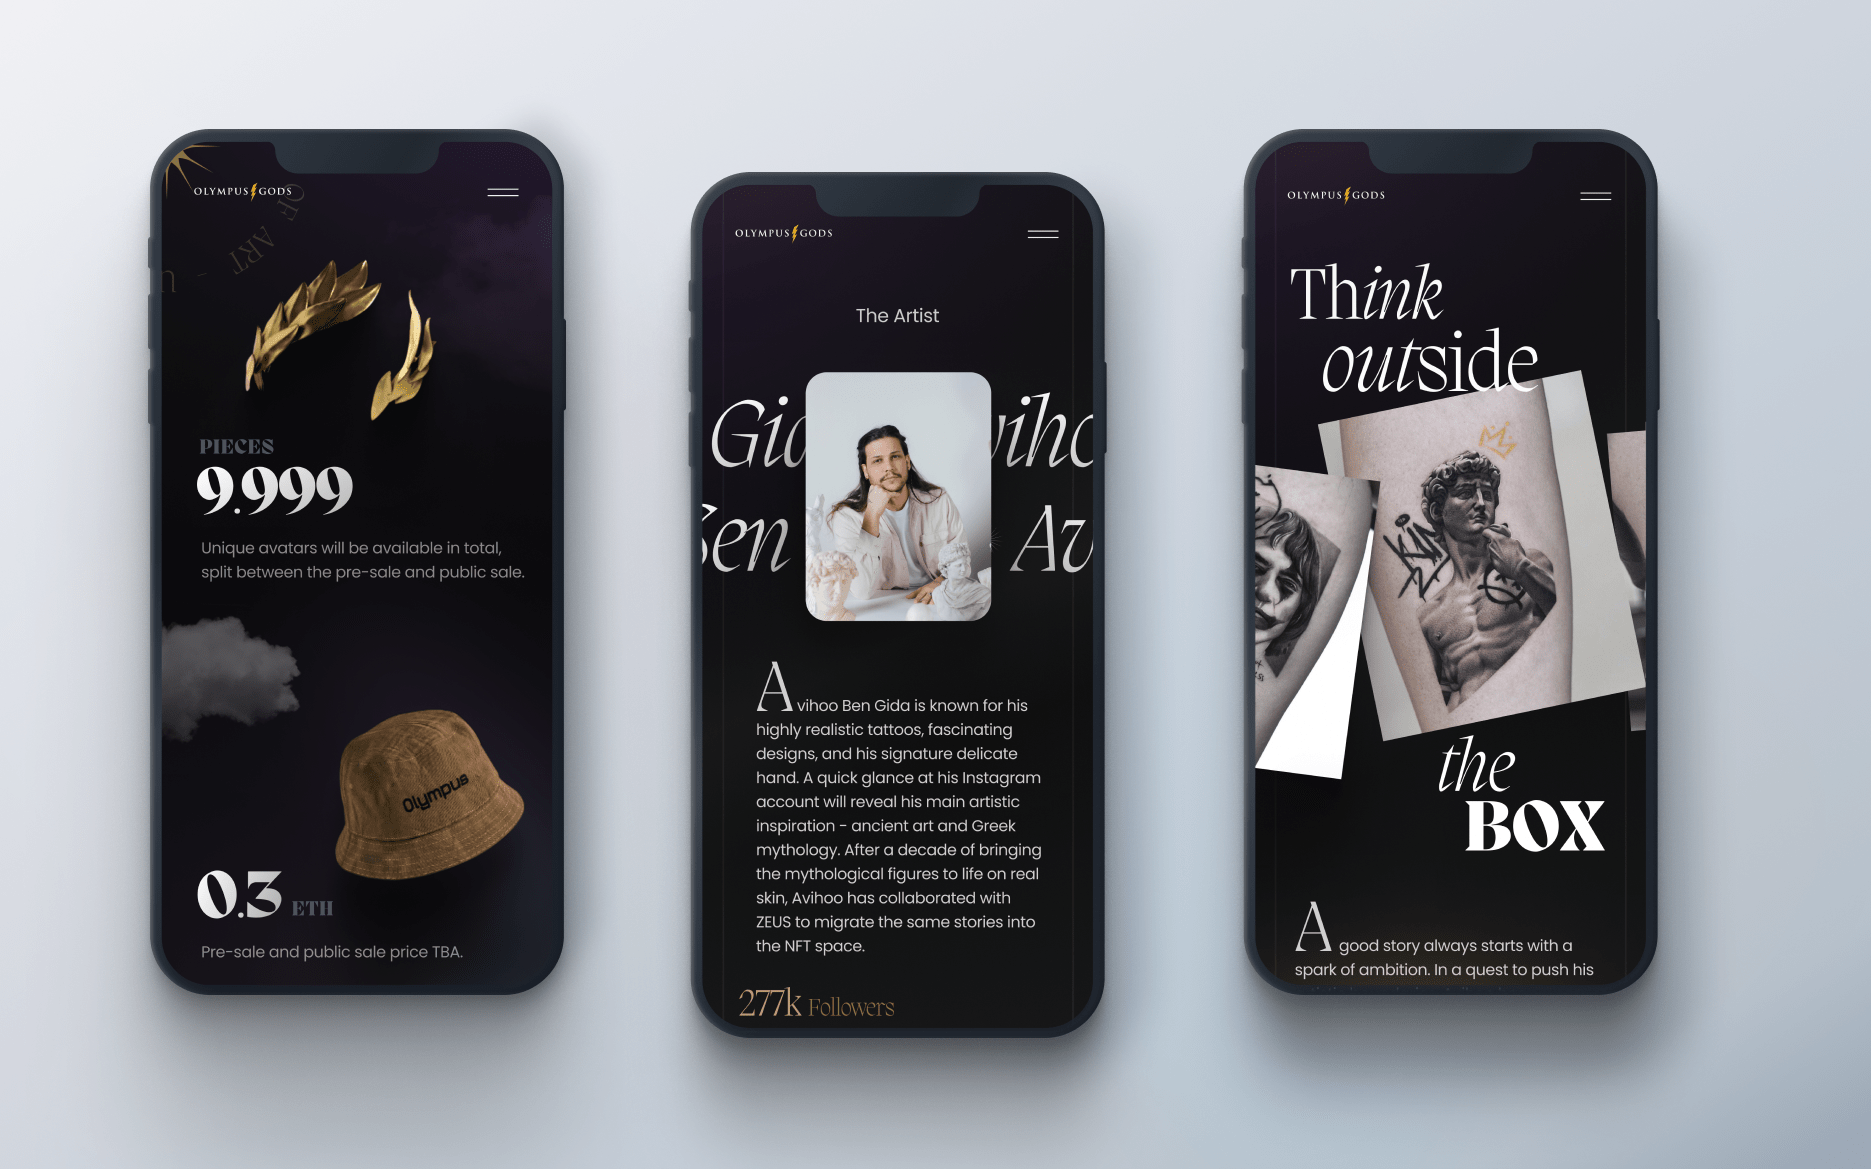 OLYMPUS GODS
OF ART -
PIECES
9.999
Unique avatars will be available in total,
split between the pre-sale and public sale.
Olympus
0.3 ETH
Pre-sale and public sale price TBA.
OLYMPUS GODS
The Artist
Gid viho
Ben Av
Avihoo Ben Gida is known for his
highly realistic tattoos, fascinating
designs, and his signature delicate
hand. A quick glance at his Instagram
account will reveal his main artistic
inspiration - ancient art and Greek
mythology. After a decade of bringing
the mythological figures to life on real
skin, Avihoo has collaborated with
ZEUS to migrate the same stories into
the NFT space.
277k Followers
OLYMPUS GODS
Think
outside
the
BOX
A good story always starts with a
spark of ambition. In a quest to push his